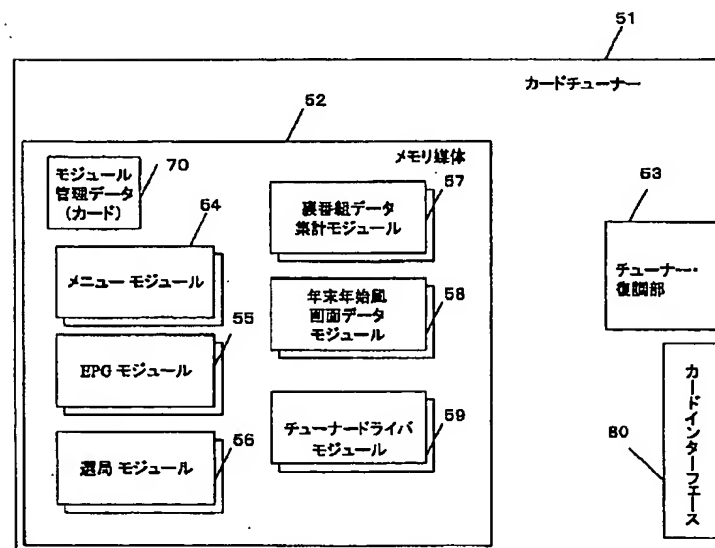 51
カードチューナー
52
メモリ媒体
モジュール
管理データ
(カード)
70
54
メニュー モジュール
55
EPG モジュール
56
選局 モジュール
57
裏番組データ
集計モジュール
58
年末年始風
画面データ
モジュール
59
チューナードライバ
モジュール
53
チューナー・
復調部
80
カードインターフェース